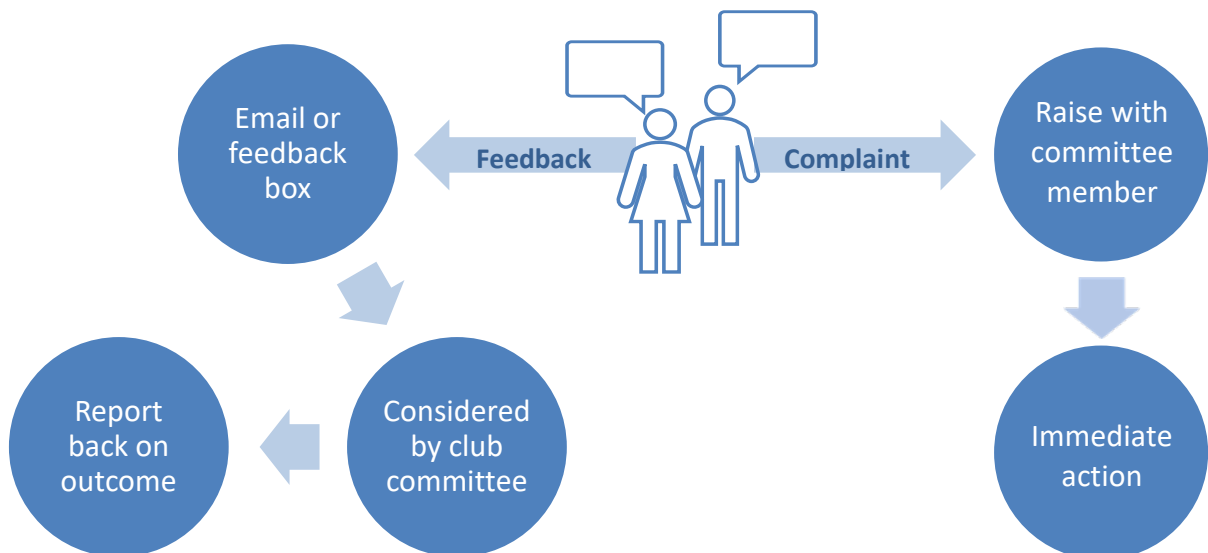 Email or
feedback
box
Feedback
Complaint
Raise with
committee
member
Report
back on
outcome
Considered
by club
committee
Immediate
action